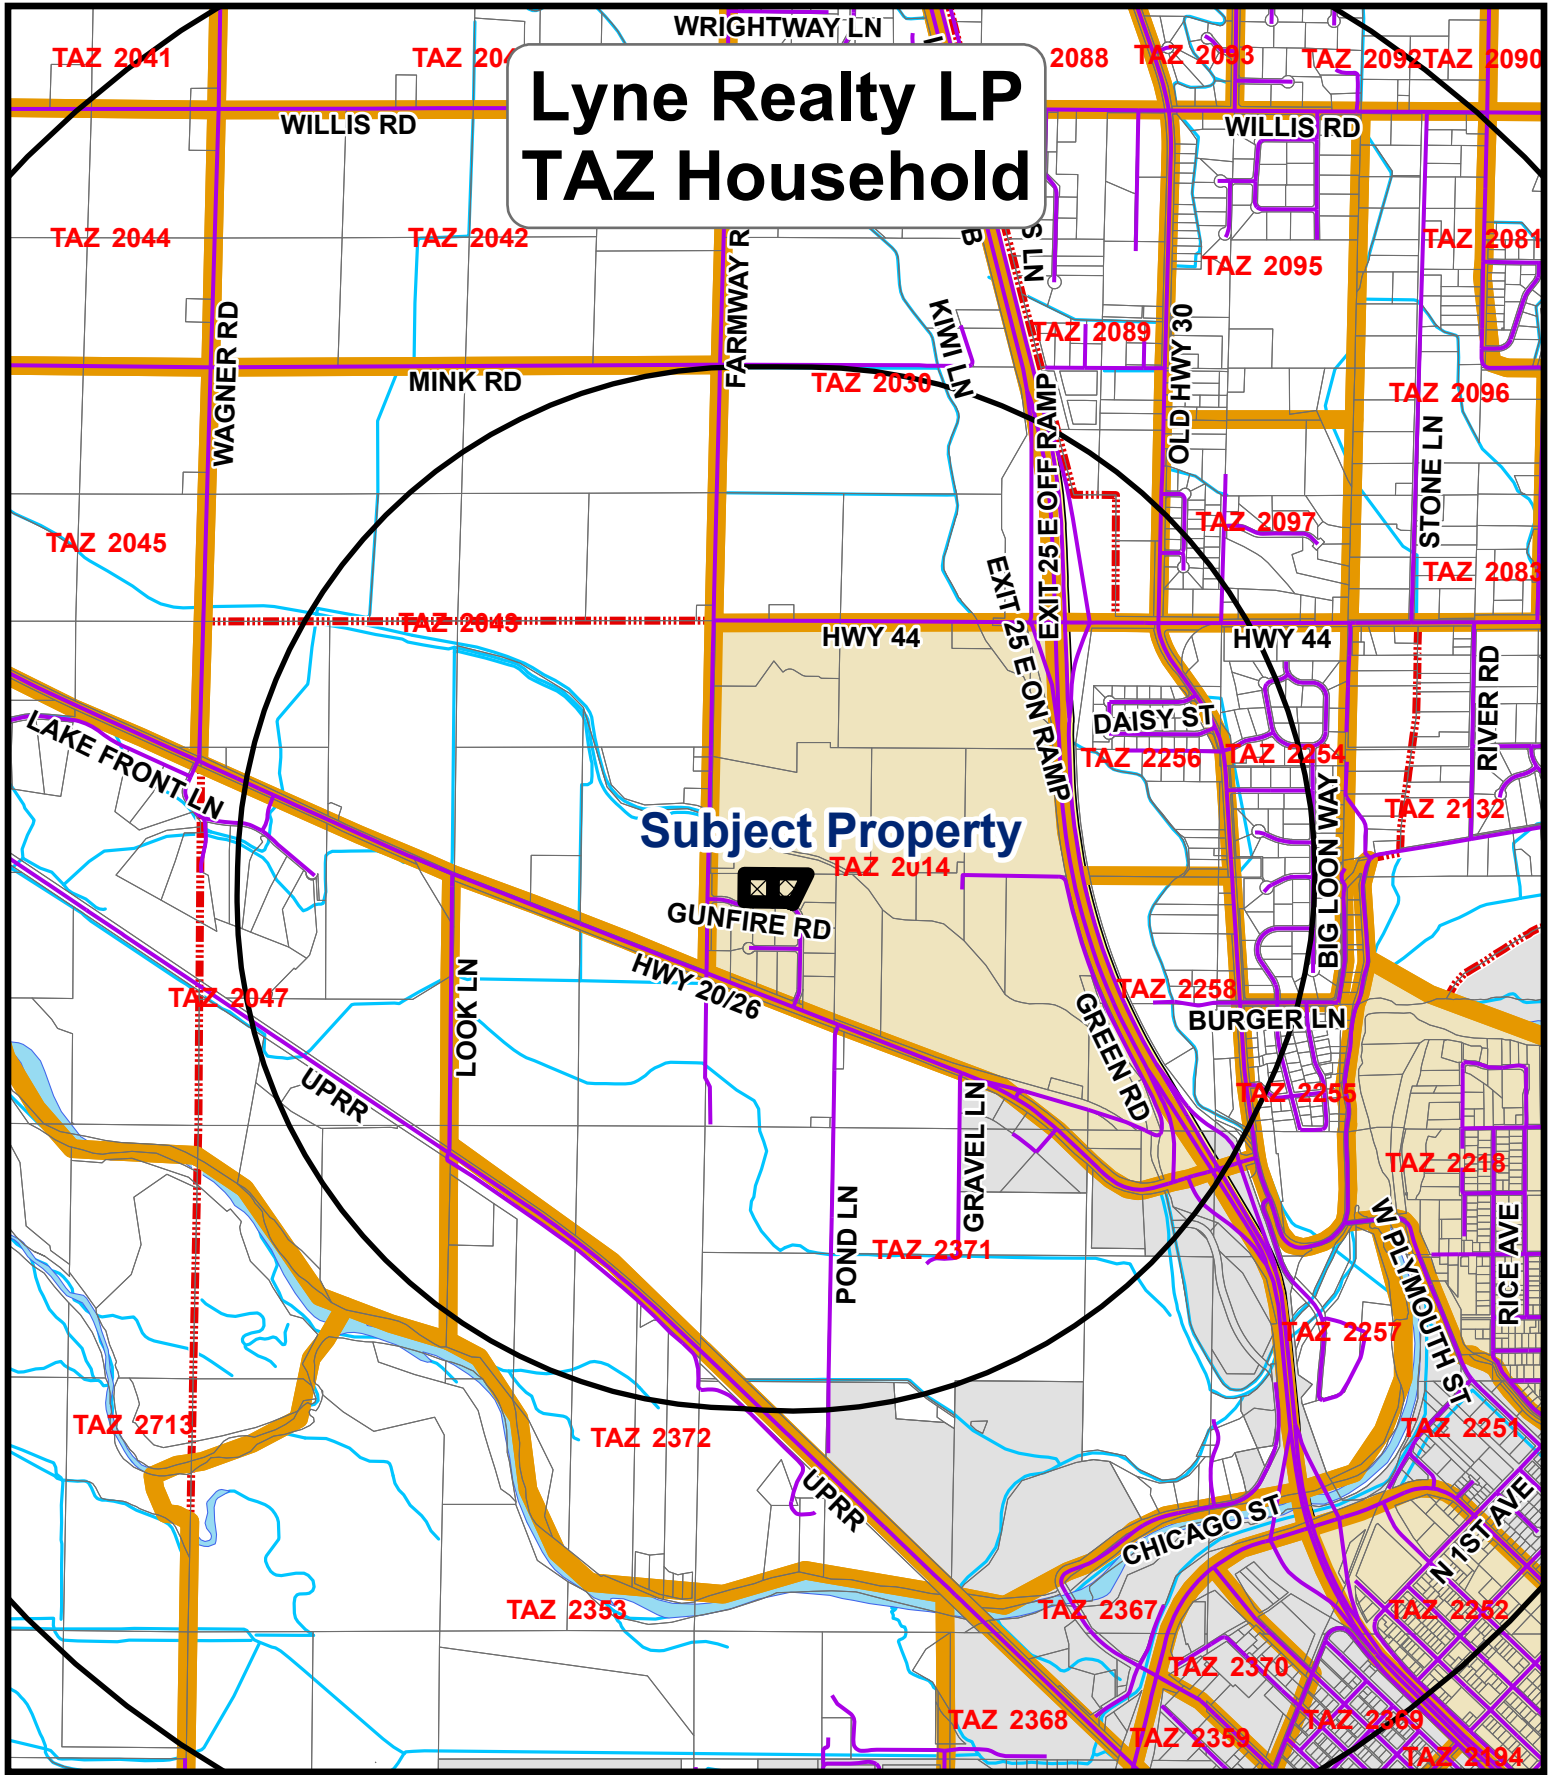 WRIGHTWAY LN
TAZ 2041
TAZ 204
2088
TAZ 2093
TAZ 2092
TAZ 2090
Lyne Realty LP
TAZ Household
WILLIS RD
WILLIS RD
TAZ 2044
TAZ 2042
FARMWAY R
B
S LN
TAZ 2095
TAZ 2081
WAGNER RD
KIWI LN
TAZ 2089
OLD HWY 30
MINK RD
TAZ 2030
TAZ 2096
STONE LN
EXIT 25 E OFF RAMP
TAZ 2045
TAZ 2097
TAZ 2083
EXIT 25 E ON RAMP
TAZ 2043
HWY 44
HWY 44
RIVER RD
LAKE FRONT LN
DAISY ST
TAZ 2256
TAZ 2254
TAZ 2132
BIG LOON WAY
Subject Property
TAZ 2014
GUNFIRE RD
HWY 20/26
LOOK LN
TAZ 2047
TAZ 2258
BURGER LN
GREEN RD
UPRR
TAZ 2255
GRAVEL LN
TAZ 2218
POND LN
TAZ 2371
W PLYMOUTH ST
RICE AVE
TAZ 2257
TAZ 2713
TAZ 2372
TAZ 2251
UPRR
CHICAGO ST
N 1ST AVE
TAZ 2353
TAZ 2367
TAZ 2252
TAZ 2370
TAZ 2368
TAZ 2359
TAZ 2369
TAZ 2194